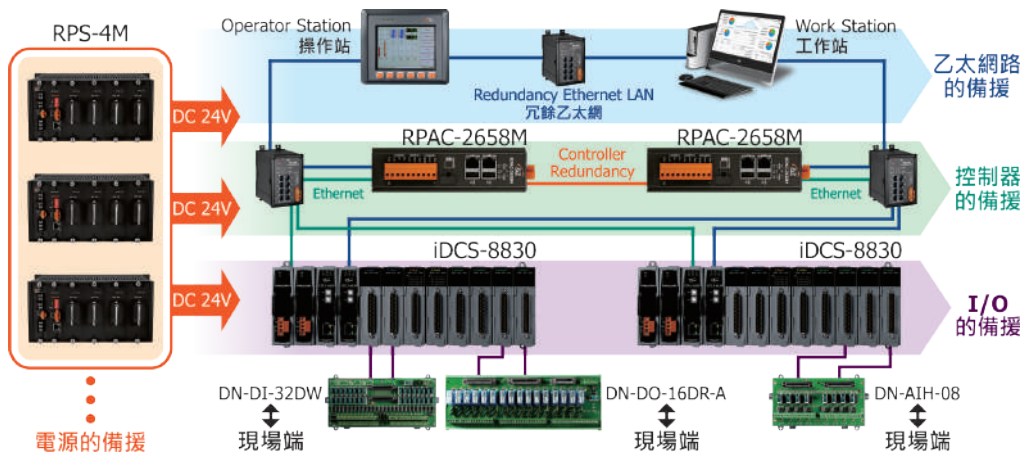 RPS-4M
DC 24V
DC 24V
DC 24V
電源的備援
Operator Station
操作站
Work Station
工作站
Redundancy Ethernet LAN
冗餘乙太網
乙太網路
的備援
RPAC-2658M
RPAC-2658M
Controller
Redundancy
Ethernet
Ethernet
控制器
的備援
iDCS-8830
iDCS-8830
I/O
的備援
DN-DI-32DW
現場端
DN-DO-16DR-A
現場端
DN-AIH-08
現場端